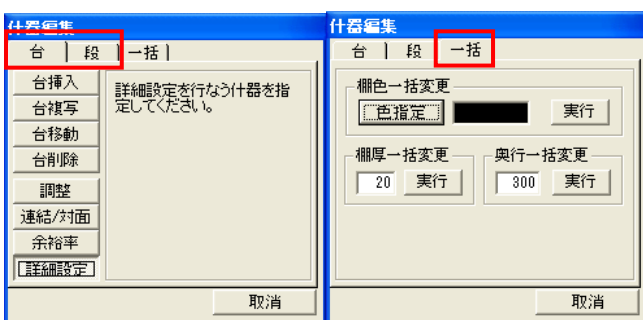 什器編集
台 段 一括
台挿入
台複写
台移動
台削除
調整
連結/対面
余裕率
詳細設定
詳細設定を行なう什器を指
定してください。
取消
什器編集
台 段 一括
棚色一括変更
色指定 実行
棚厚一括変更 奥行一括変更
20 実行 300 実行
取消